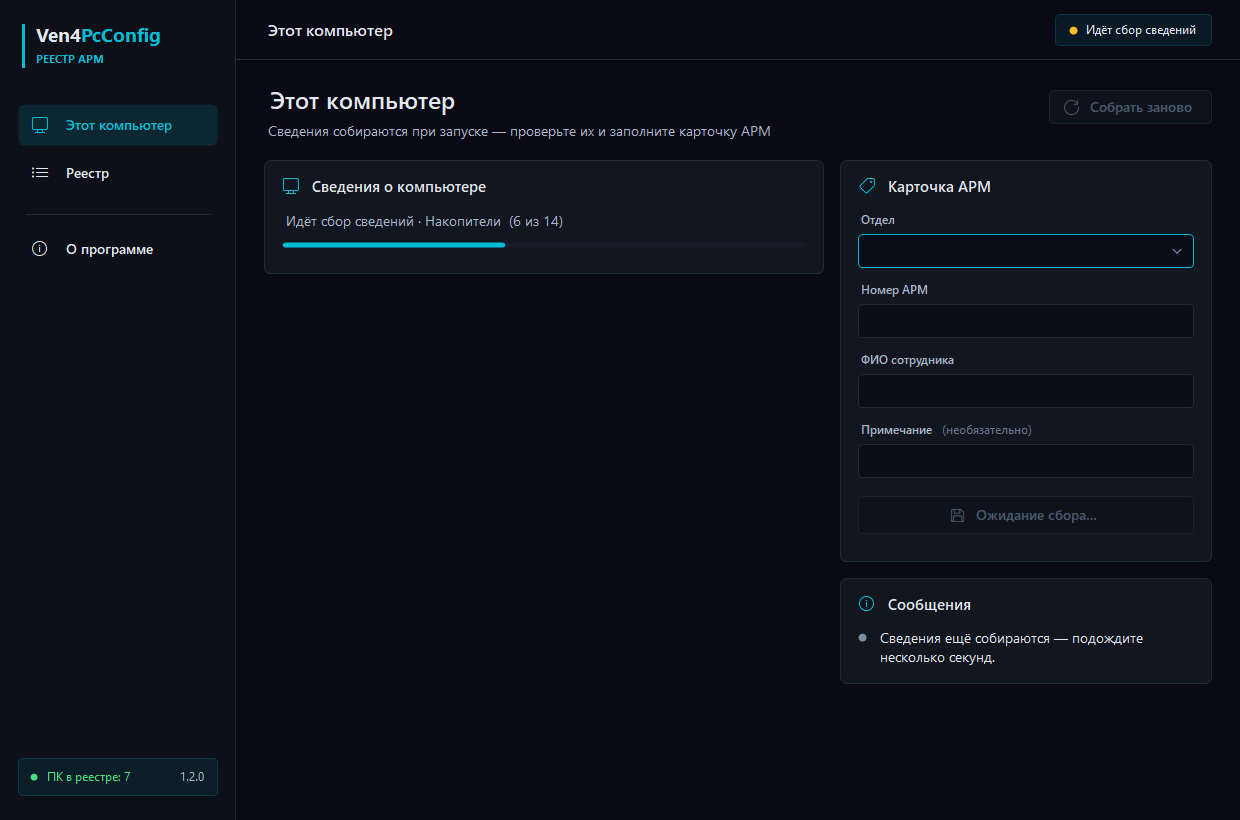 Ven4PcConfig
РЕЕСТР АРМ
Этот компьютер
Реестр
О программе
ПК в реестре: 7
1.2.0
Этот компьютер
Идёт сбор сведений
Этот компьютер
Сведения собираются при запуске — проверьте их и заполните карточку АРМ
Собрать заново
Сведения о компьютере
Идёт сбор сведений · Накопители (6 из 14)
Карточка АРМ
Отдел
Номер АРМ
ФИО сотрудника
Примечание (необязательно)
Ожидание сбора...
Сообщения
Сведения ещё собираются — подождите
несколько секунд.